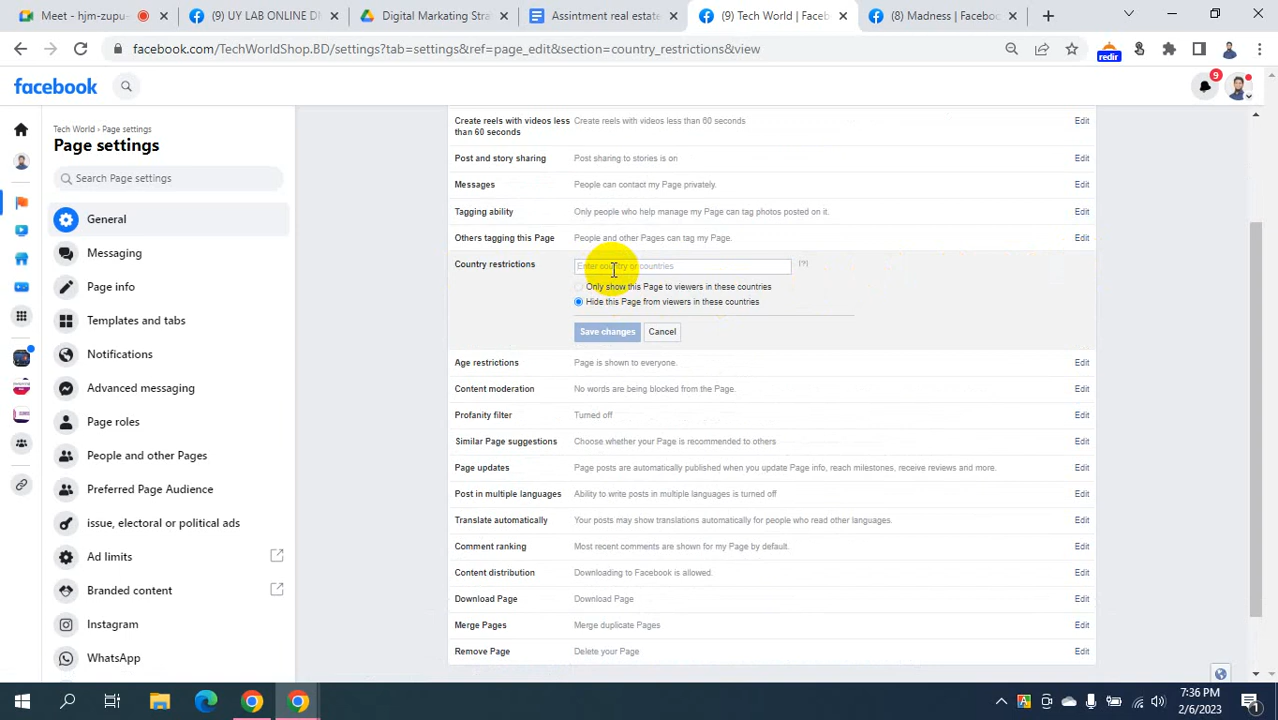 Meet - hjm-zupu-
(9) UY LAB ONLINE D
Digital Marketing Stra
Assintment real estate
(9) Tech World | Faceb
(8) Madness | Faceboo
facebook.com/TechWorldShop.BD/settings?tab=settings&ref=page_edit&section=country_restrictions&view
redir
facebook
9
Tech World › Page settings
Page settings
Search Page settings
General
Messaging
Page info
Templates and tabs
Notifications
Advanced messaging
Page roles
People and other Pages
Preferred Page Audience
issue, electoral or political ads
Ad limits
Branded content
Instagram
WhatsApp
Create reels with videos less than 60 seconds Create reels with videos less than 60 seconds Edit
Post and story sharing Post sharing to stories is on Edit
Messages People can contact my Page privately. Edit
Tagging ability Only people who help manage my Page can tag photos posted on it. Edit
Others tagging this Page People and other Pages can tag my Page. Edit
Country restrictions Enter country or countries [?]
Only show this Page to viewers in these countries
Hide this Page from viewers in these countries
Save changes Cancel
Age restrictions Page is shown to everyone. Edit
Content moderation No words are being blocked from the Page. Edit
Profanity filter Turned off Edit
Similar Page suggestions Choose whether your Page is recommended to others Edit
Page updates Page posts are automatically published when you update Page info, reach milestones, receive reviews and more. Edit
Post in multiple languages Ability to write posts in multiple languages is turned off Edit
Translate automatically Your posts may show translations automatically for people who read other languages. Edit
Comment ranking Most recent comments are shown for my Page by default. Edit
Content distribution Downloading to Facebook is allowed. Edit
Download Page Download Page Edit
Merge Pages Merge duplicate Pages Edit
Remove Page Delete your Page Edit
7:36 PM
2/6/2023